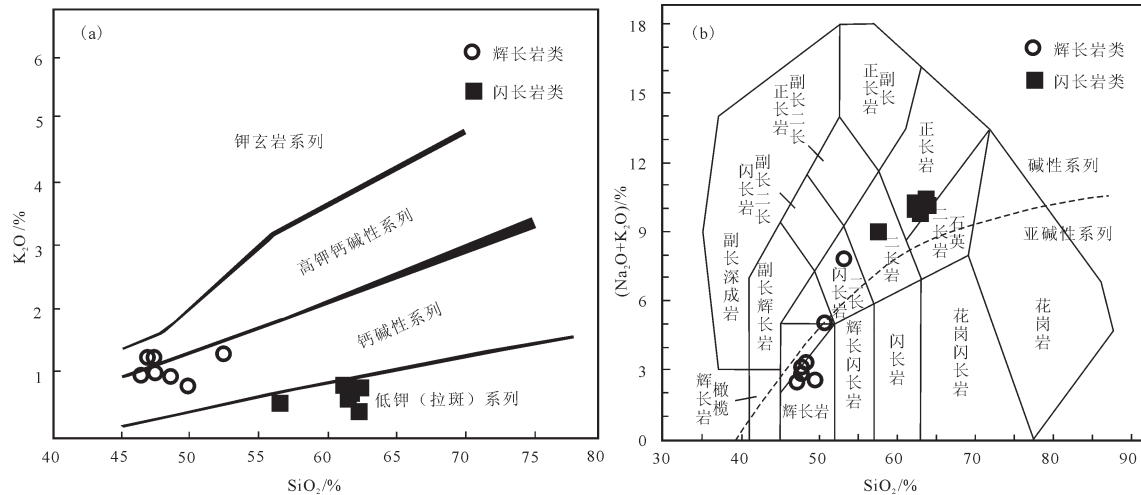 (a)
辉长岩类
闪长岩类
钾玄岩系列
高钾钙碱性系列
钙碱性系列
低钾（拉斑）系列
K₂O/%
6
5
4
3
2
1
0
40
45
50
55
60
65
70
75
78
80
SiO₂/%
(b)
辉长岩类
闪长岩类
碱性系列
亚碱性系列
副长正长岩
副长二长正长岩
副长二长闪长岩
副长深成岩
副长辉长岩
橄榄辉长岩
辉长岩
正长岩
石英二长岩
二长岩
二长闪长岩
辉长闪长岩
闪长岩
花岗闪长岩
花岗岩
(Na₂O+K₂O)/%
18
15
12
9
6
3
0
30
40
50
60
70
80
90
SiO₂/%